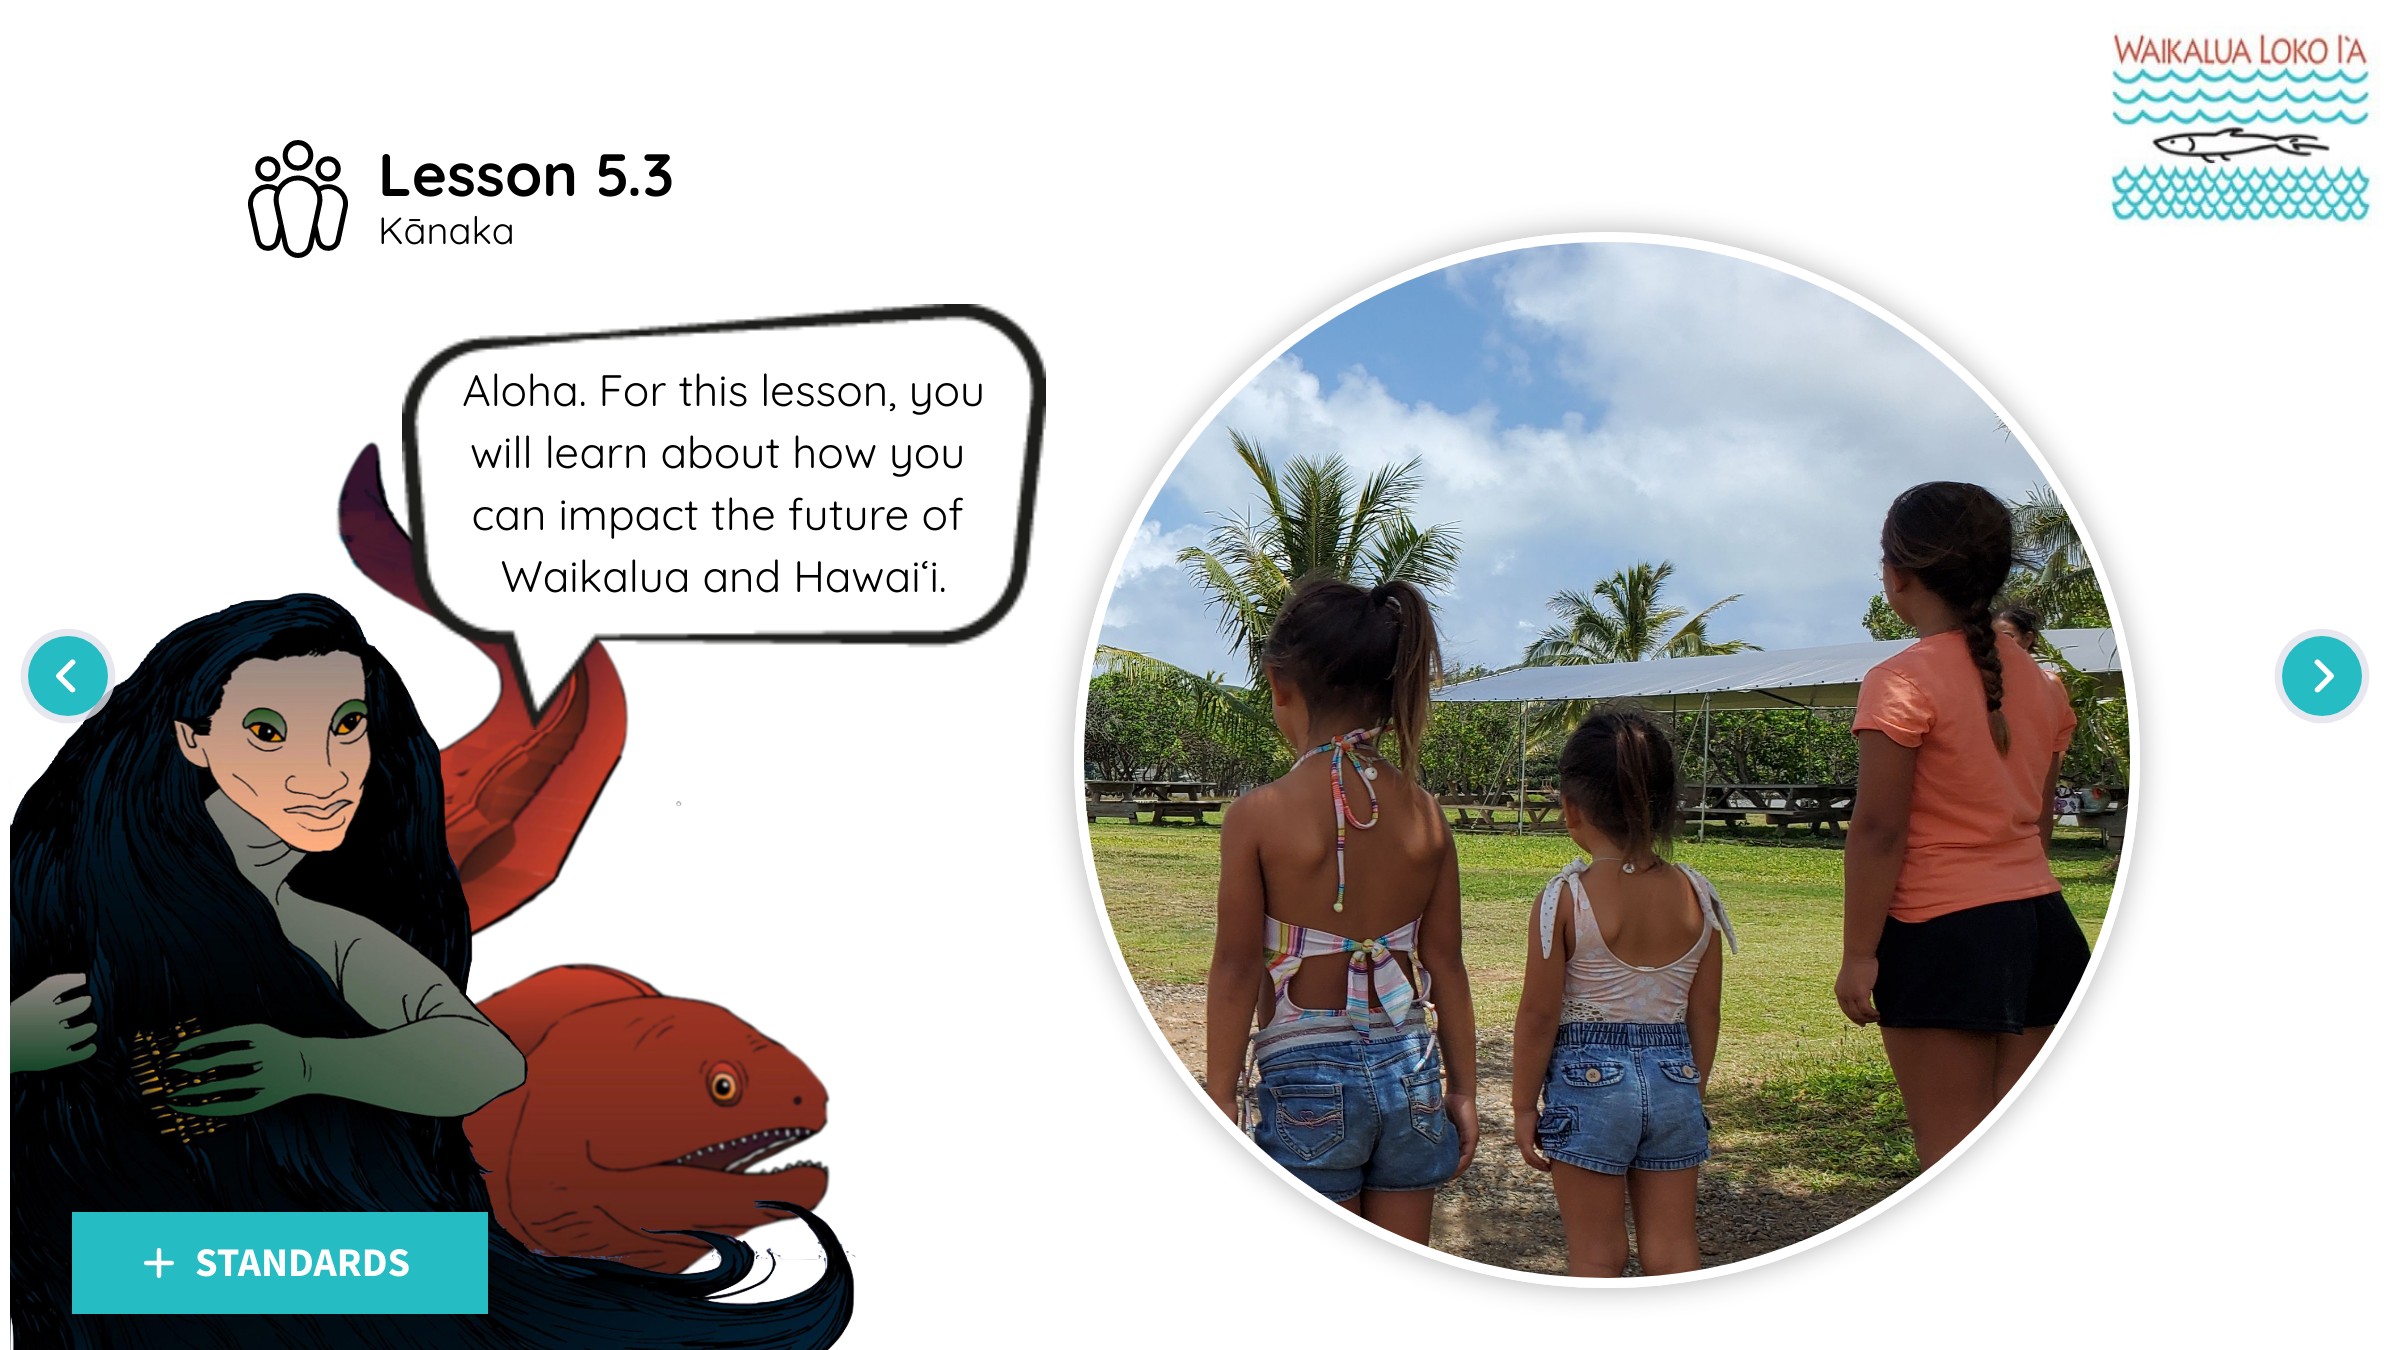 WAIKALUA LOKO I'A
Lesson 5.3
Kānaka
Aloha. For this lesson, you
will learn about how you
can impact the future of
Waikalua and Hawaiʻi.
+ STANDARDS